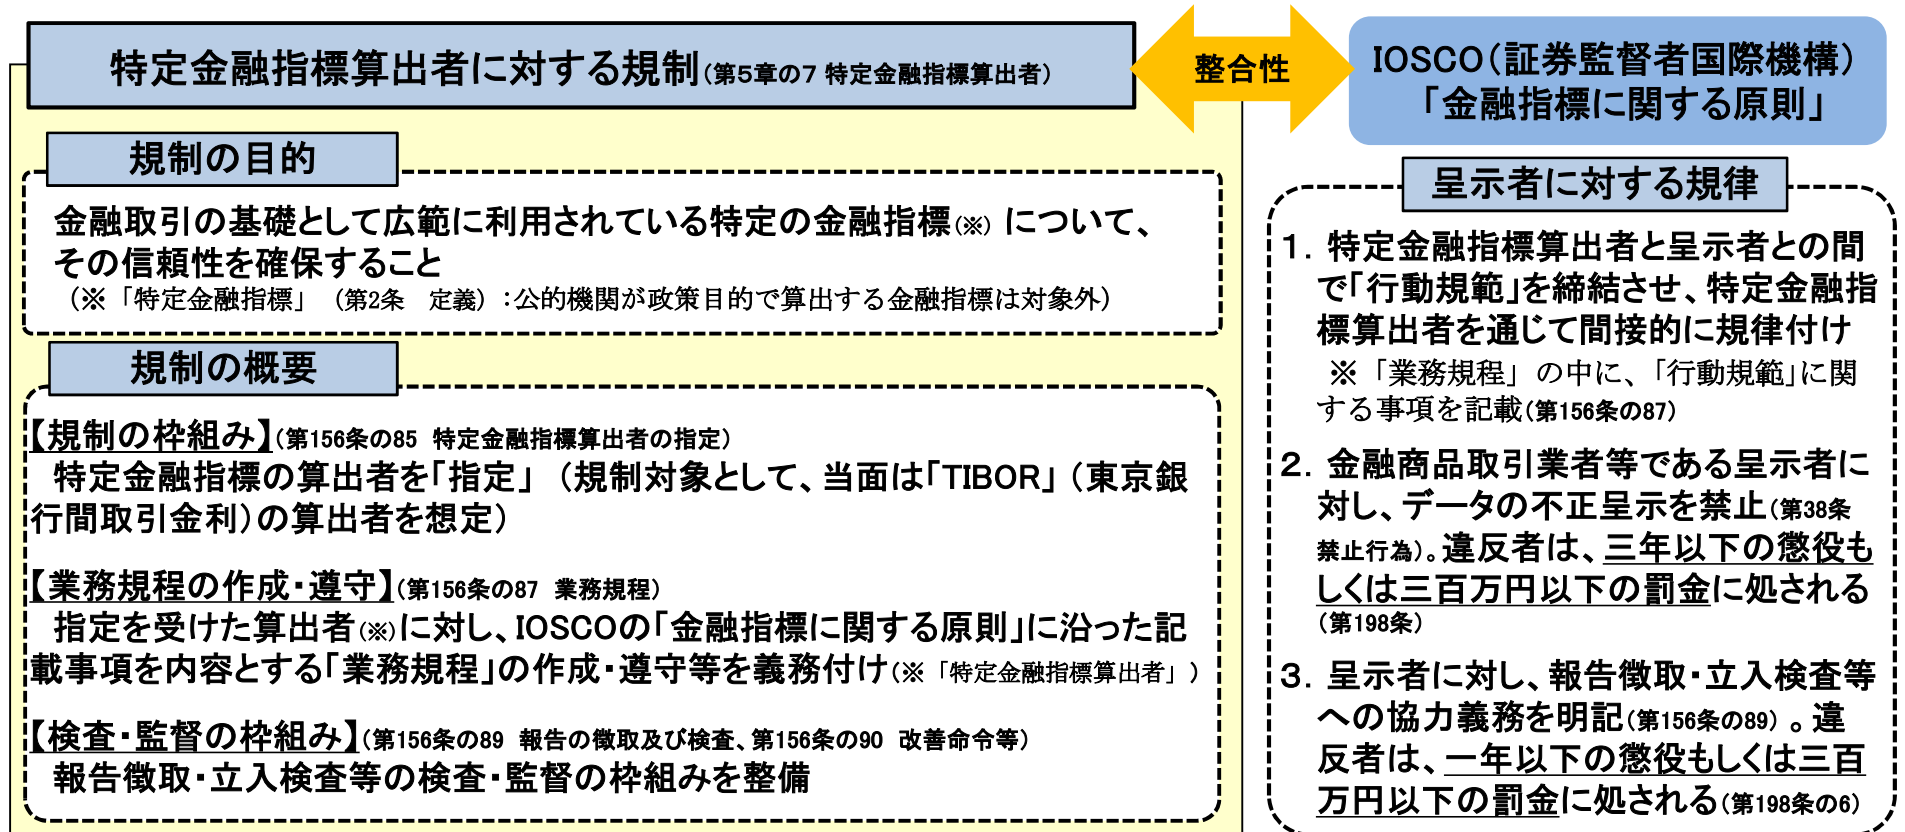 特定金融指標算出者に対する規制(第5章の7 特定金融指標算出者)
整合性
IOSCO(証券監督者国際機構)
「金融指標に関する原則」
規制の目的
金融取引の基礎として広範に利用されている特定の金融指標(※) について、
その信頼性を確保すること
(※「特定金融指標」 (第2条 定義):公的機関が政策目的で算出する金融指標は対象外)
規制の概要
【規制の枠組み】(第156条の85 特定金融指標算出者の指定)
特定金融指標の算出者を「指定」(規制対象として、当面は「TIBOR」(東京銀
行間取引金利)の算出者を想定)
【業務規程の作成・遵守】(第156条の87 業務規程)
指定を受けた算出者(※)に対し、IOSCOの「金融指標に関する原則」に沿った記
載事項を内容とする「業務規程」の作成・遵守等を義務付け(※「特定金融指標算出者」)
【検査・監督の枠組み】(第156条の89 報告の徴取及び検査、第156条の90 改善命令等)
報告徴取・立入検査等の検査・監督の枠組みを整備
呈示者に対する規律
1. 特定金融指標算出者と呈示者との間
で「行動規範」を締結させ、特定金融指
標算出者を通じて間接的に規律付け
※「業務規程」の中に、「行動規範」に関
する事項を記載(第156条の87)
2. 金融商品取引業者等である呈示者に
対し、データの不正呈示を禁止(第38条
禁止行為)。違反者は、三年以下の懲役も
しくは三百万円以下の罰金に処される
(第198条)
3. 呈示者に対し、報告徴取・立入検査等
への協力義務を明記(第156条の89)。違
反者は、一年以下の懲役もしくは三百
万円以下の罰金に処される(第198条の6)